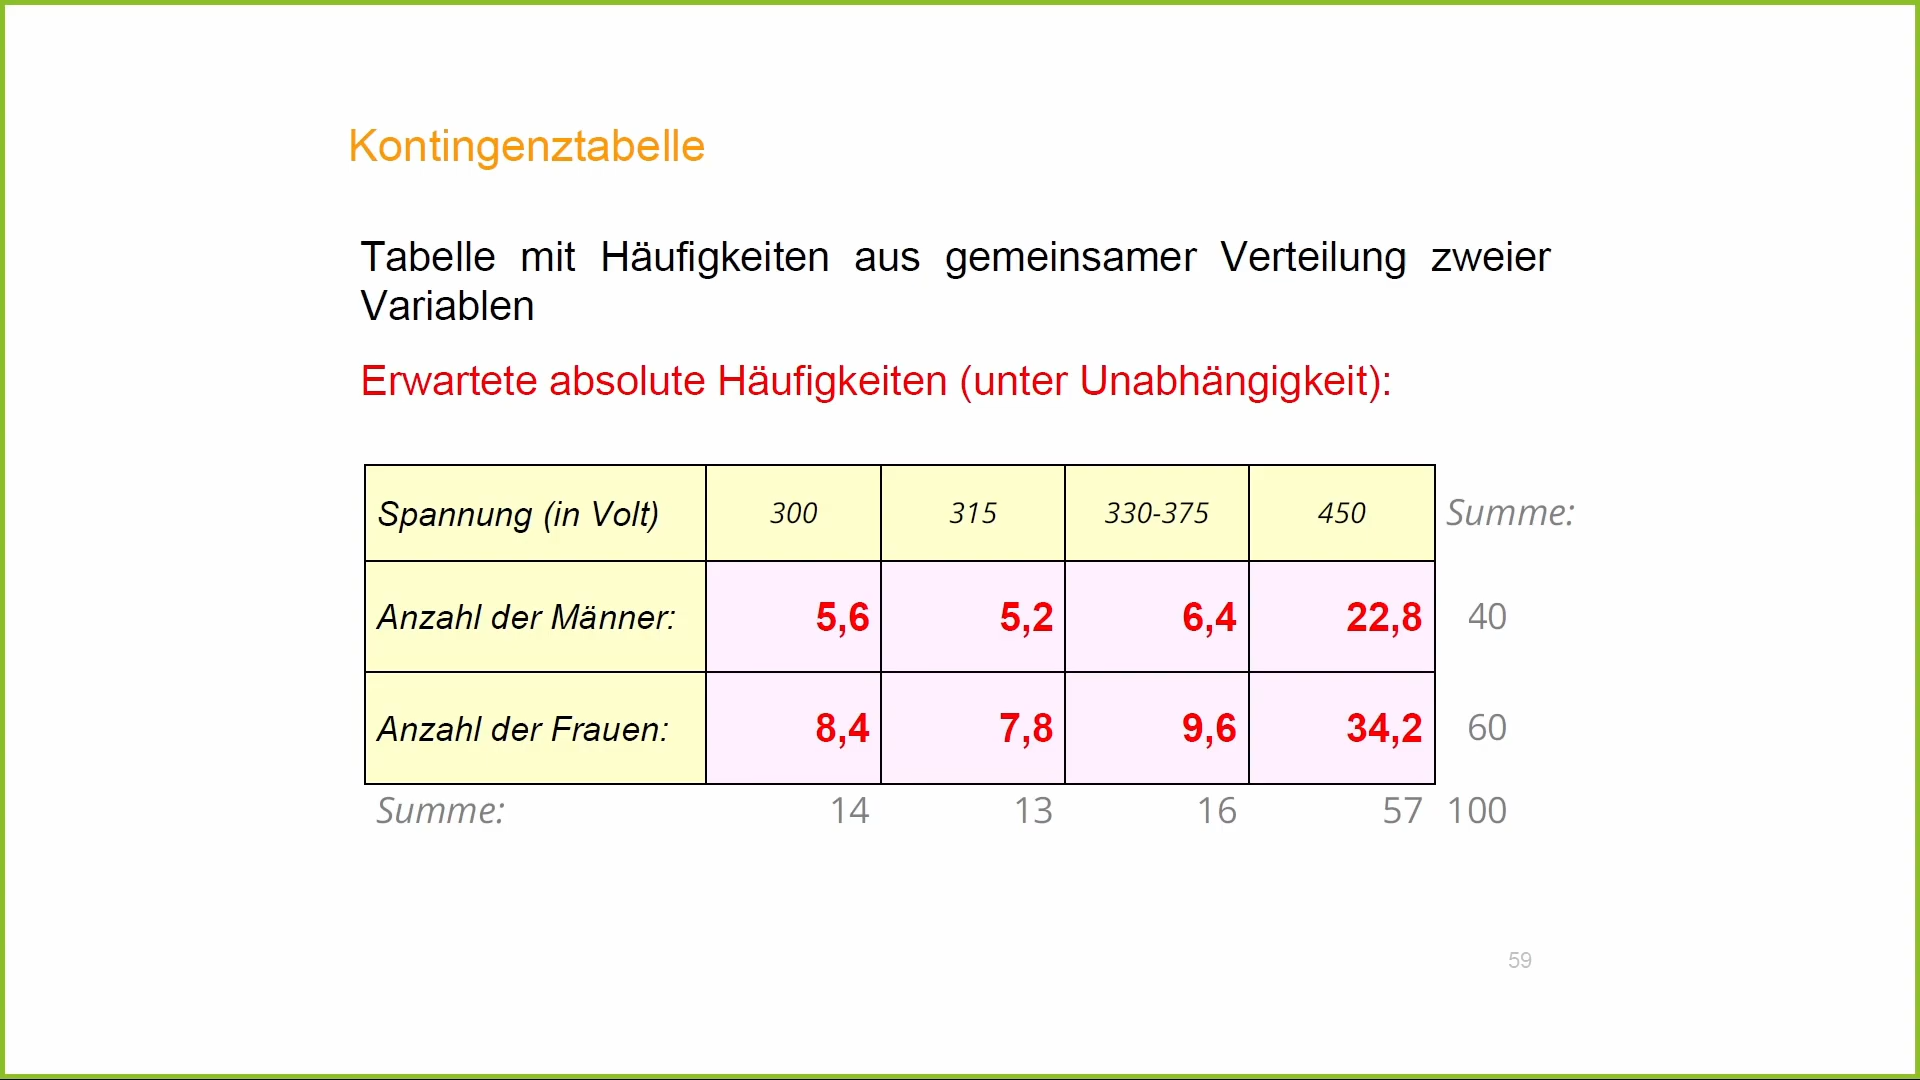 Kontingenztabelle
Tabelle mit Häufigkeiten aus gemeinsamer Verteilung zweier
Variablen
Erwartete absolute Häufigkeiten (unter Unabhängigkeit):
Spannung (in Volt) 300 315 330-375 450 Summe:
Anzahl der Männer: 5,6 5,2 6,4 22,8 40
Anzahl der Frauen: 8,4 7,8 9,6 34,2 60
Summe: 14 13 16 57 100
59